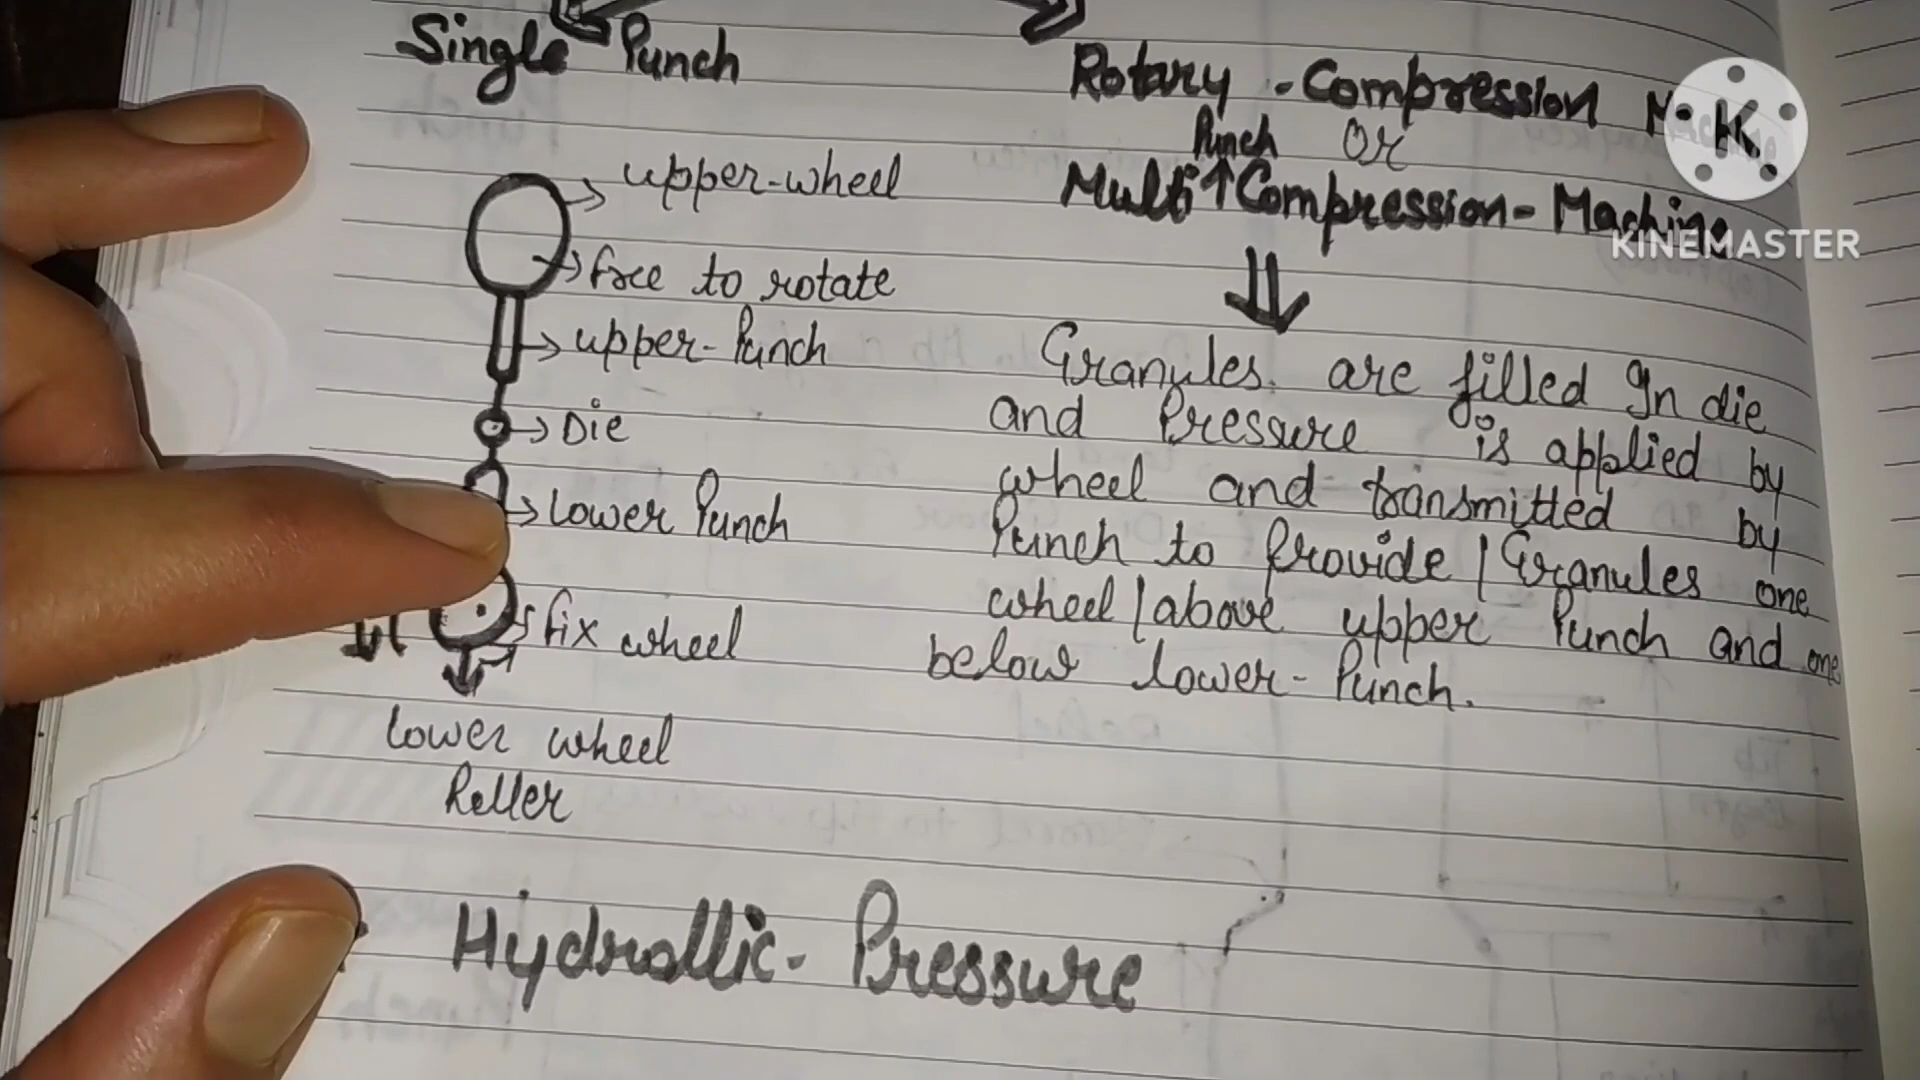 Single Punch
Rotary - Compression
Punch or
Multi ↑ Compression - Machine
K
KINEMASTER
→ upper-wheel
→ free to rotate
→ upper-Punch
→ Die
→ Lower Punch
fix wheel
lower wheel
Roller
Granules are filled In die
and Pressure is applied by
wheel and transmitted by
Punch to Provide / Granules one
wheel / above upper Punch and one
below lower-Punch.
Hydrollic - Pressure